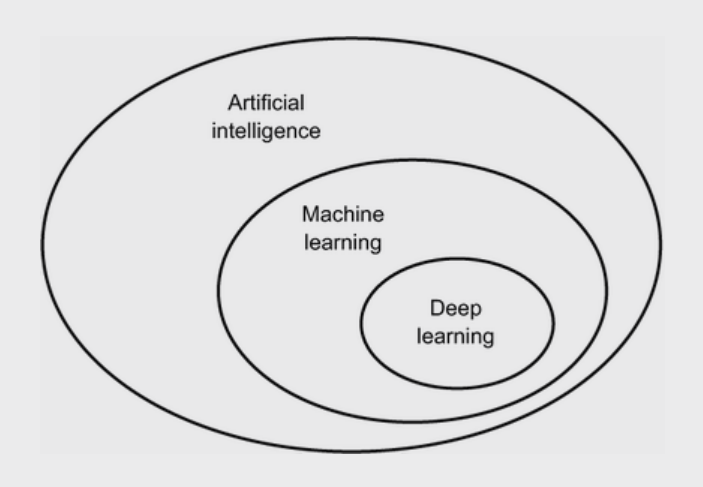 Artificial
intelligence
Machine
learning
Deep
learning